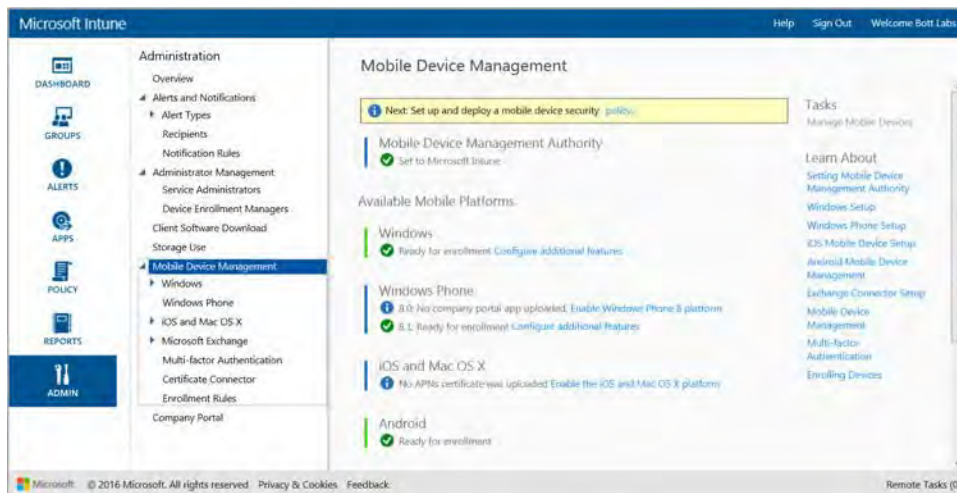 Microsoft Intune
Help Sign Out Welcome Bott Labs
DASHBOARD
GROUPS
ALERTS
APPS
POLICY
REPORTS
ADMIN
Administration
Overview
Alerts and Notifications
Alert Types
Recipients
Notification Rules
Administrator Management
Service Administrators
Device Enrollment Managers
Client Software Download
Storage Use
Mobile Device Management
Windows
Windows Phone
iOS and Mac OS X
Microsoft Exchange
Multi-factor Authentication
Certificate Connector
Enrollment Rules
Company Portal
Mobile Device Management
Next: Set up and deploy a mobile device security policy.
Mobile Device Management Authority
Set to Microsoft Intune
Available Mobile Platforms
Windows
Ready for enrollment Configure additional features
Windows Phone
8.0: No company portal app uploaded. Enable Windows Phone 8 platform
8.1: Ready for enrollment Configure additional features
iOS and Mac OS X
No APNs certificate was uploaded Enable the iOS and Mac OS X platform
Android
Ready for enrollment
Tasks
Manage Mobile Devices
Learn About
Setting Mobile Device
Management Authority
Windows Setup
Windows Phone Setup
iOS Mobile Device Setup
Android Mobile Device
Management
Exchange Connector Setup
Mobile Device
Management
Multi-factor
Authentication
Enrolling Devices
Microsoft © 2016 Microsoft. All rights reserved. Privacy & Cookies Feedback
Remote Tasks (0